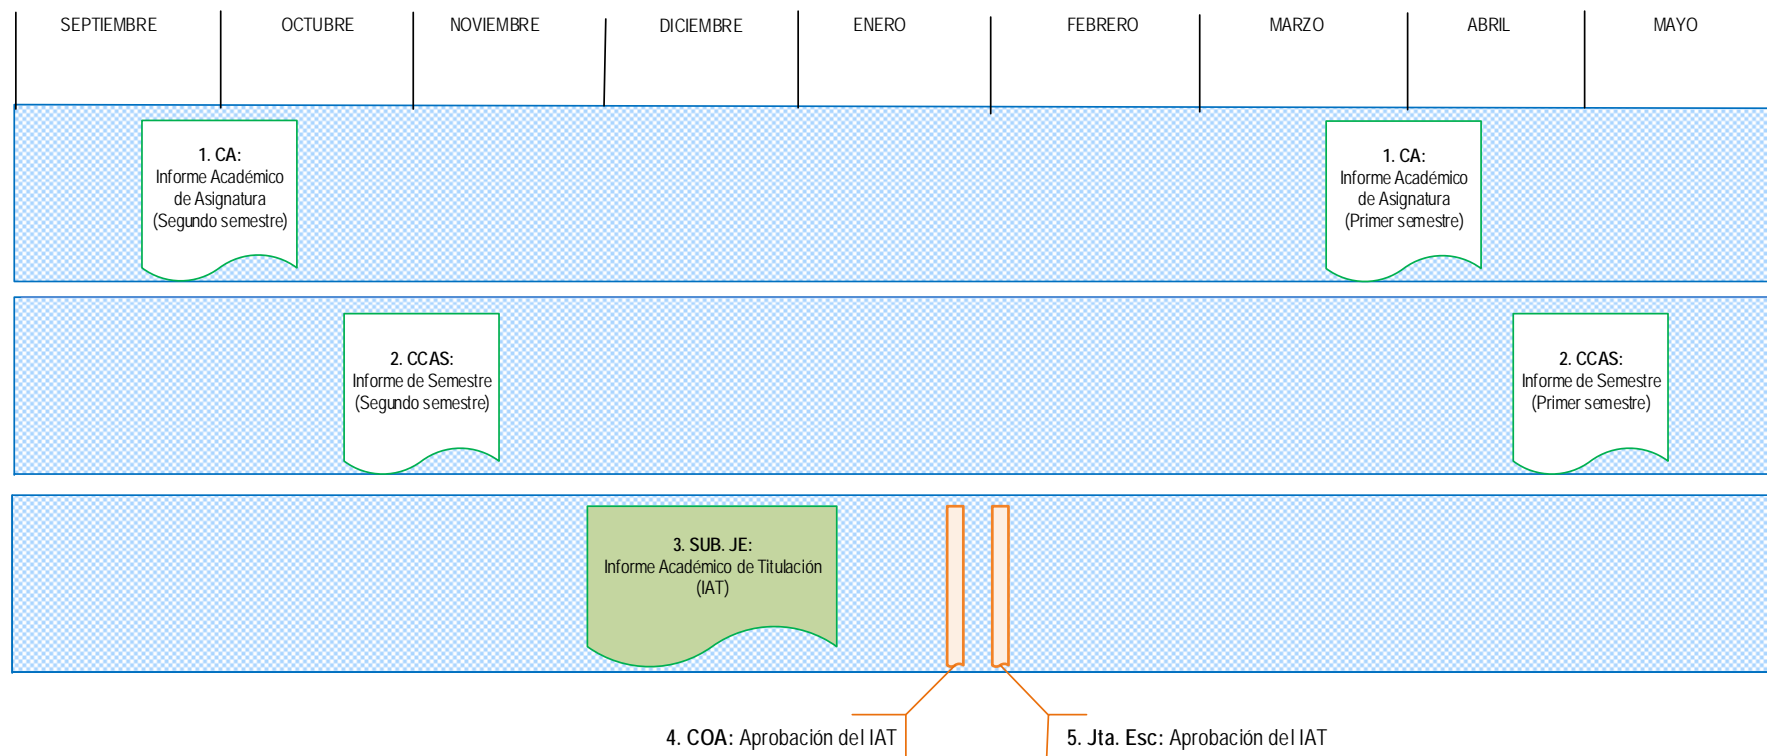 SEPTIEMBRE OCTUBRE NOVIEMBRE DICIEMBRE ENERO FEBRERO MARZO ABRIL MAYO
1. CA:
Informe Académico
de Asignatura
(Segundo semestre)
1. CA:
Informe Académico
de Asignatura
(Primer semestre)
2. CCAS:
Informe de Semestre
(Segundo semestre)
2. CCAS:
Informe de Semestre
(Primer semestre)
3. SUB. JE:
Informe Académico de Titulación
(IAT)
4. COA: Aprobación del IAT
5. Jta. Esc: Aprobación del IAT